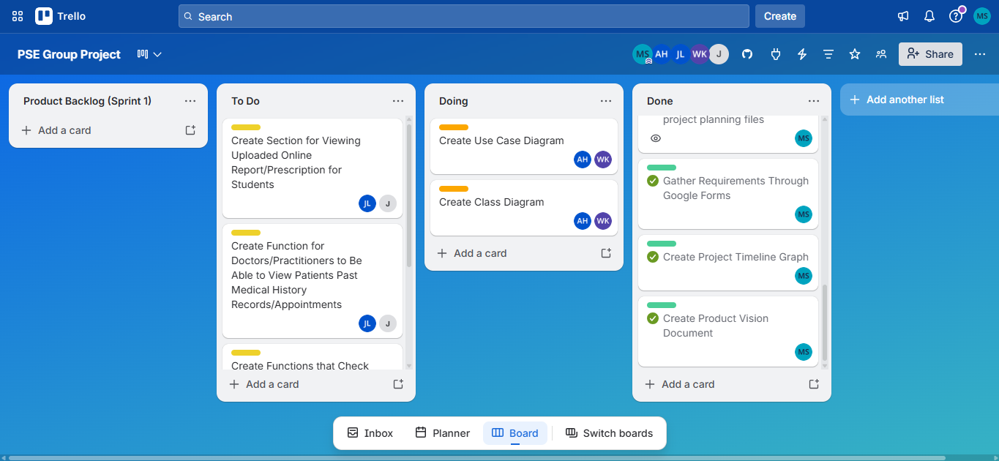 Trello
Search
Create
MS
PSE Group Project
MS AH JL WK J
Share
Product Backlog (Sprint 1)
Add a card
To Do
Create Section for Viewing
Uploaded Online
Report/Prescription for
Students
JL J
Create Function for
Doctors/Practitioners to Be
Able to View Patients Past
Medical History
Records/Appointments
JL J
Create Functions that Check
Add a card
Doing
Create Use Case Diagram
AH WK
Create Class Diagram
AH WK
Add a card
Done
project planning files
MS
Gather Requirements Through
Google Forms
MS
Create Project Timeline Graph
MS
Create Product Vision
Document
MS
Add a card
Add another list
Inbox
Planner
Board
Switch boards